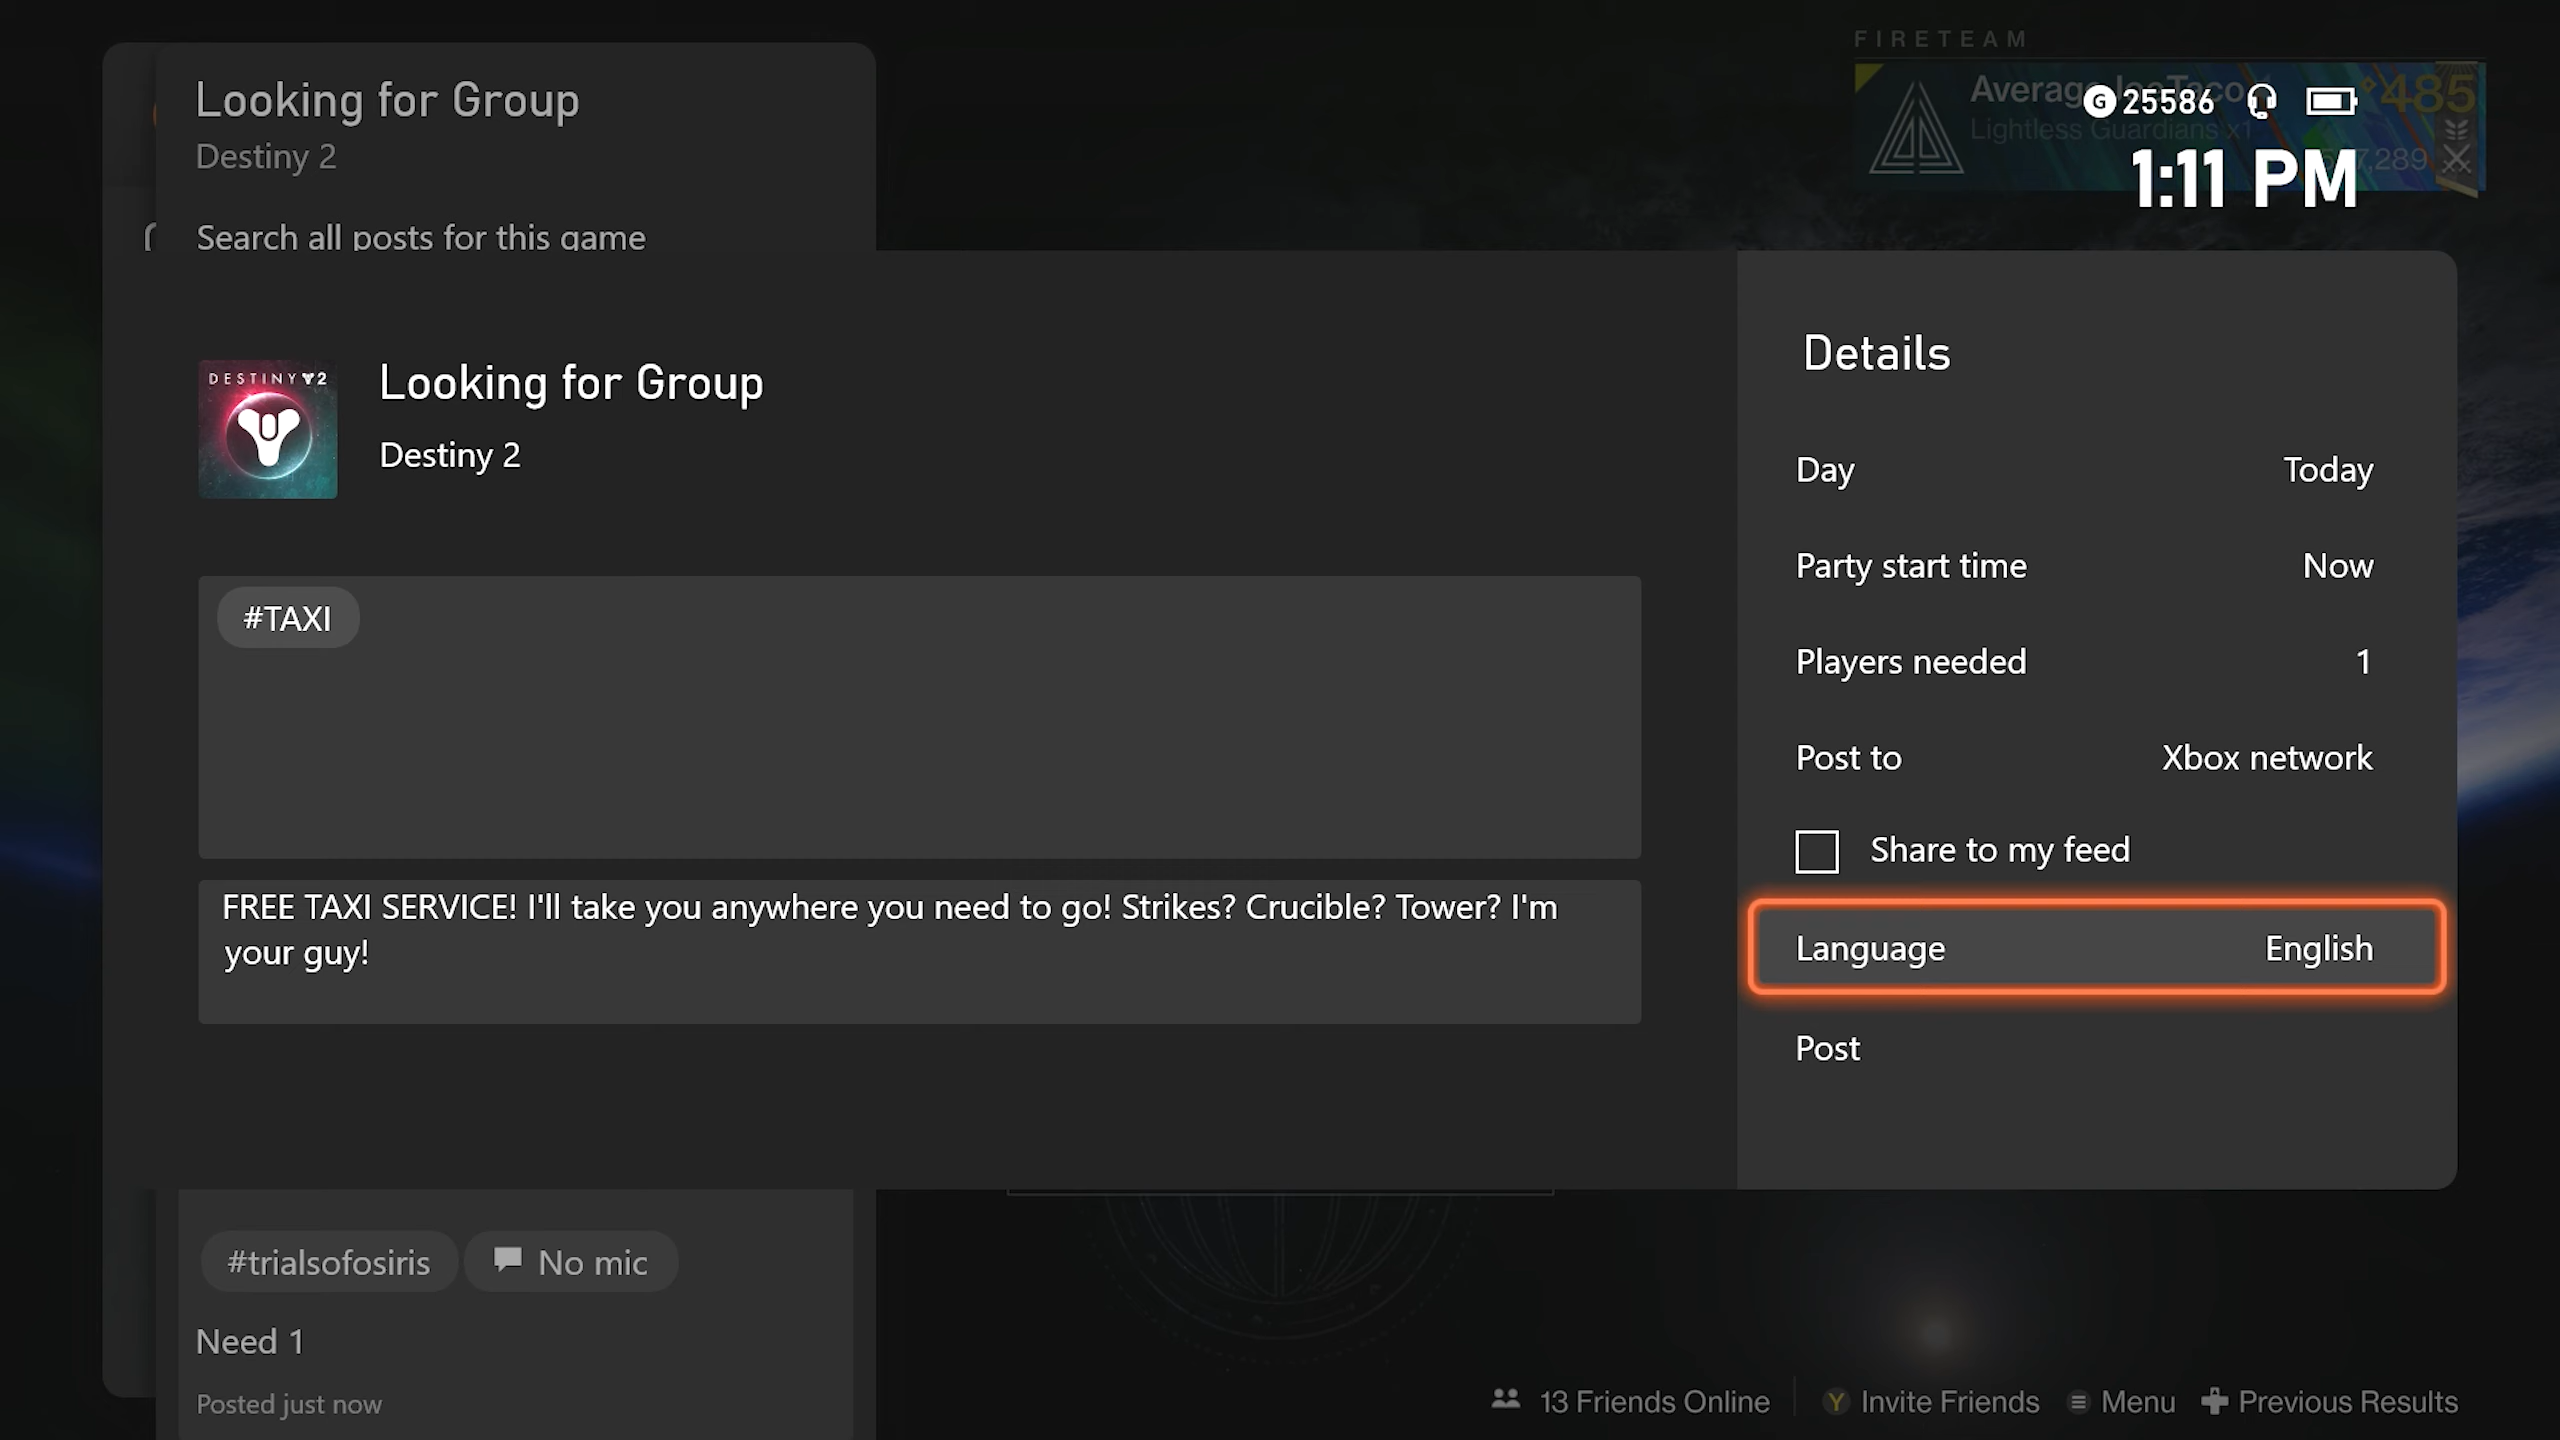 Looking for Group
Destiny 2
Search all posts for this game
FIRETEAM
25586
485
Lightless Guardians x1
1:11 PM
DESTINY 2
Looking for Group
Destiny 2
#TAXI
FREE TAXI SERVICE! I'll take you anywhere you need to go! Strikes? Crucible? Tower? I'm
your guy!
Details
Day Today
Party start time Now
Players needed 1
Post to Xbox network
Share to my feed
Language English
Post
#trialsofosiris No mic
Need 1
Posted just now
13 Friends Online Y Invite Friends Menu Previous Results